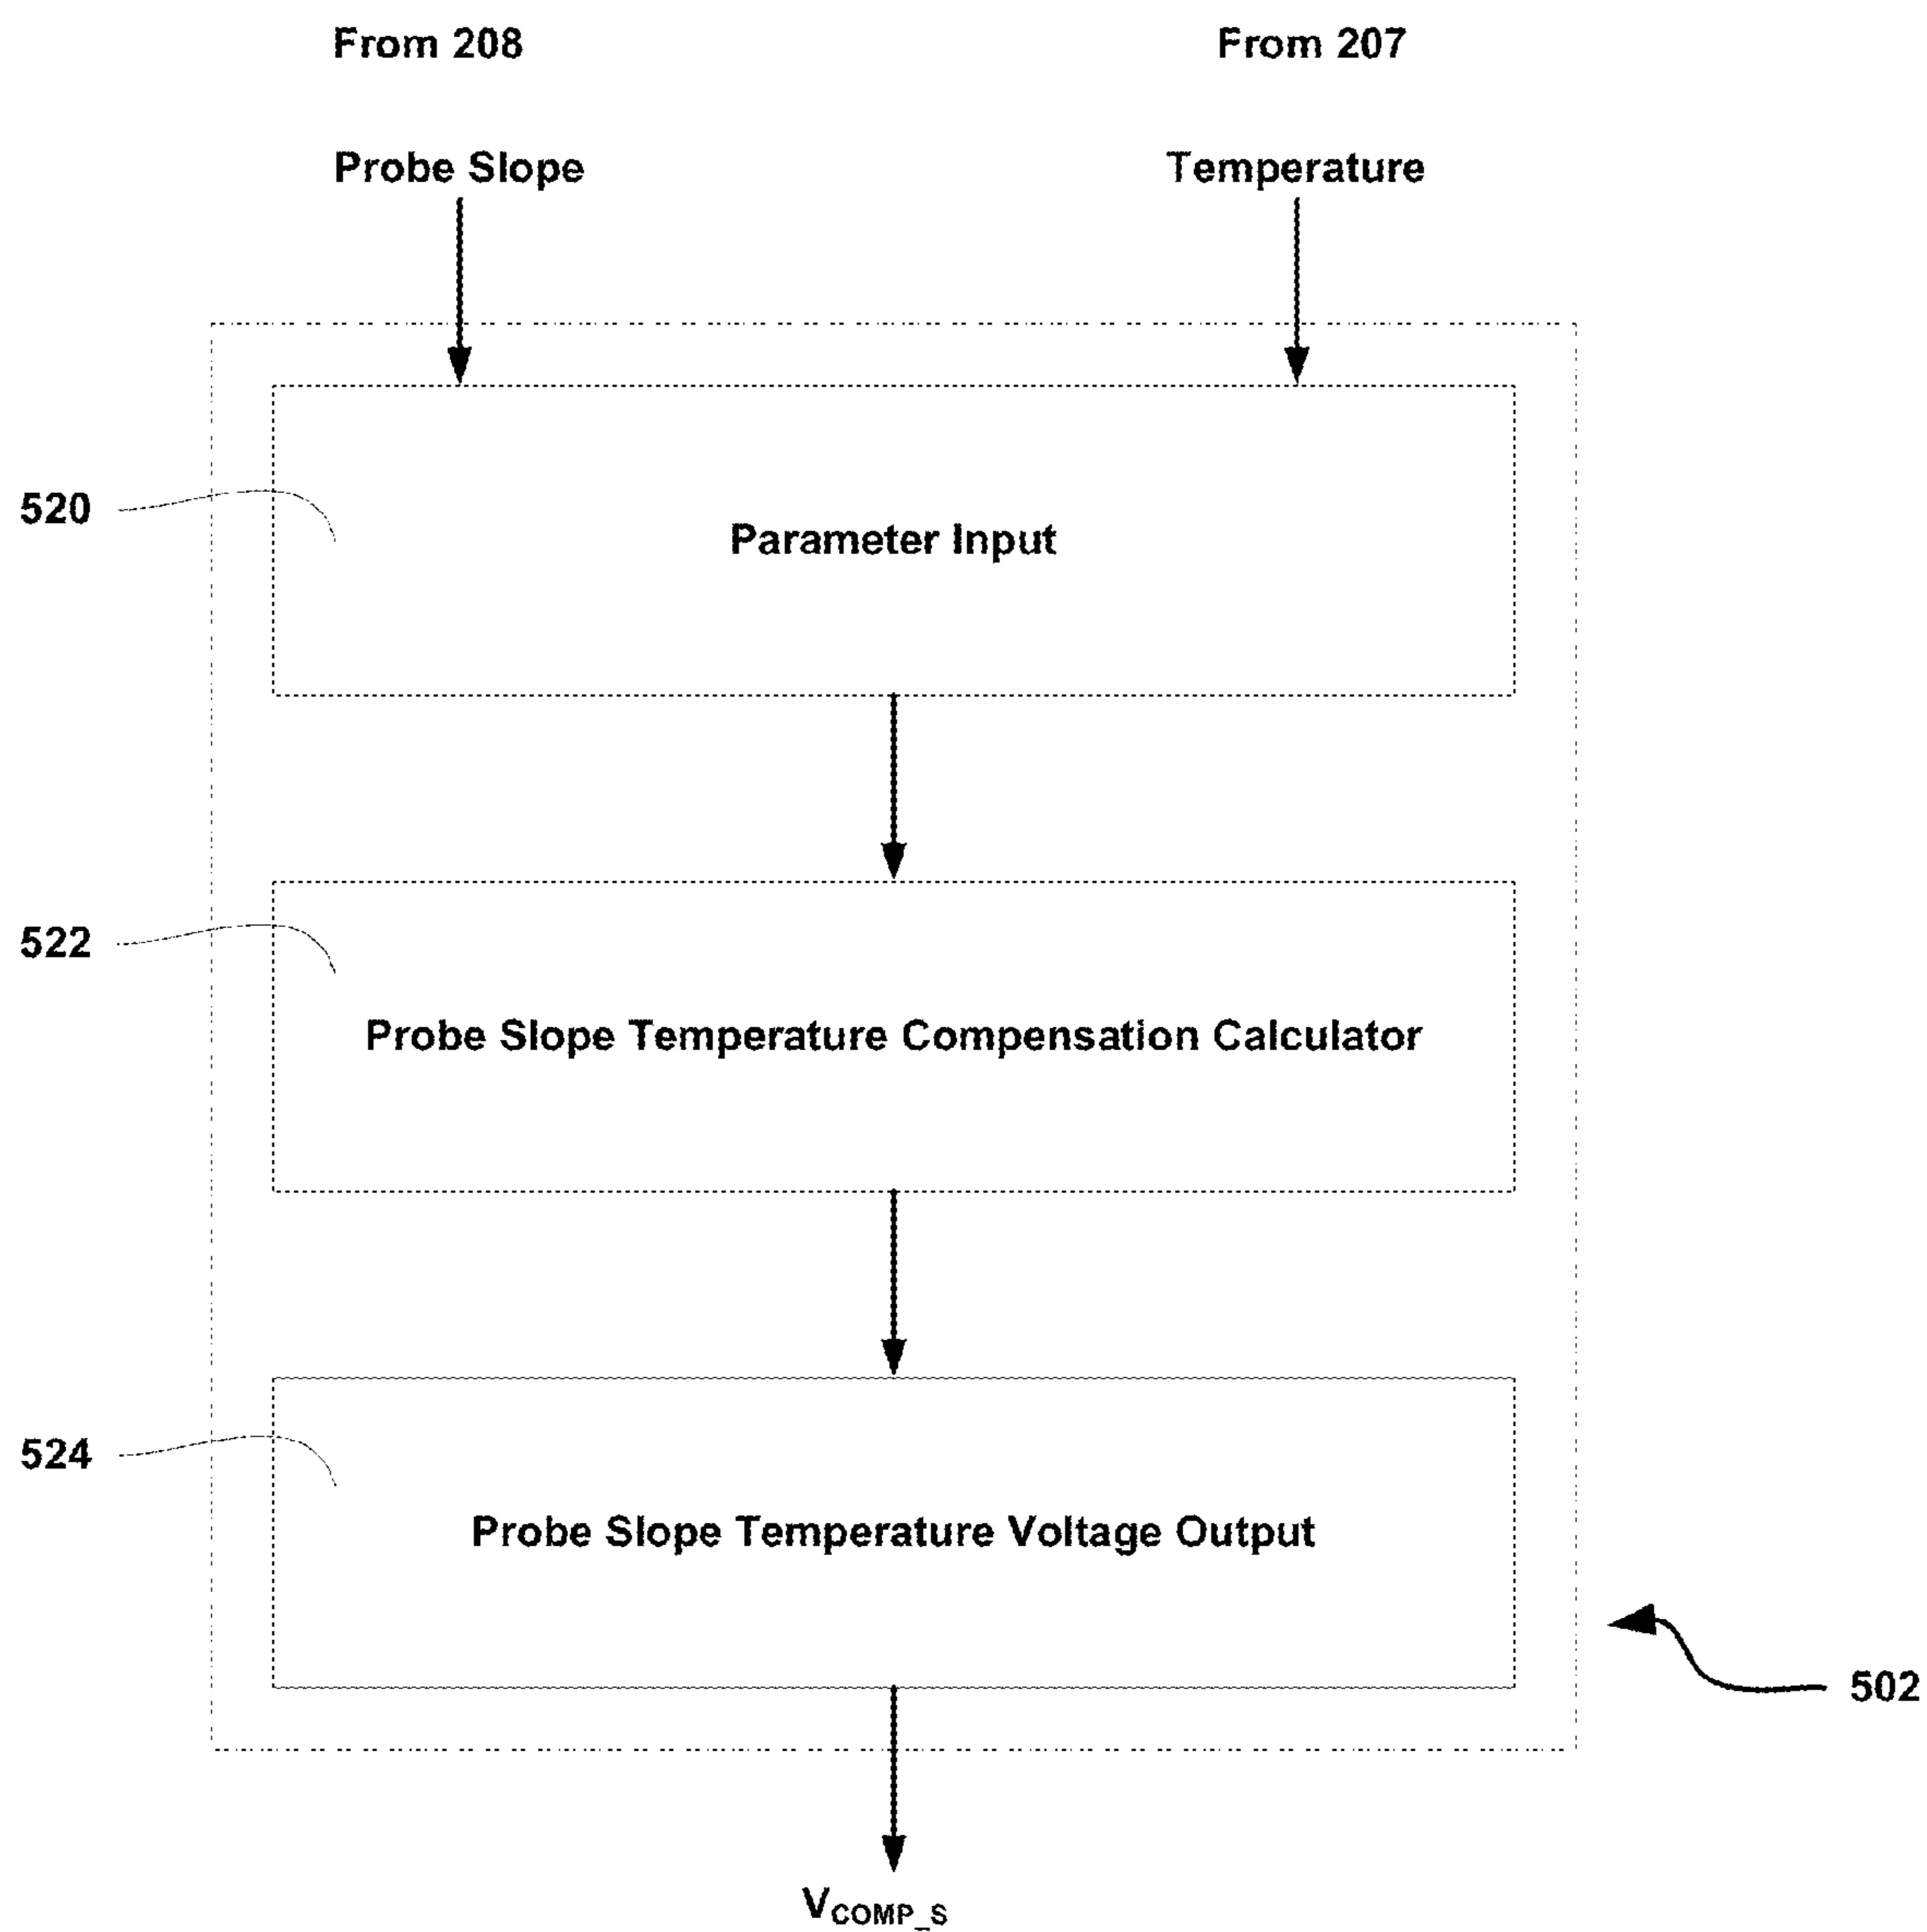 From 208
From 207
Probe Slope
Temperature
520
Parameter Input
522
Probe Slope Temperature Compensation Calculator
524
Probe Slope Temperature Voltage Output
502
VCOMP_S